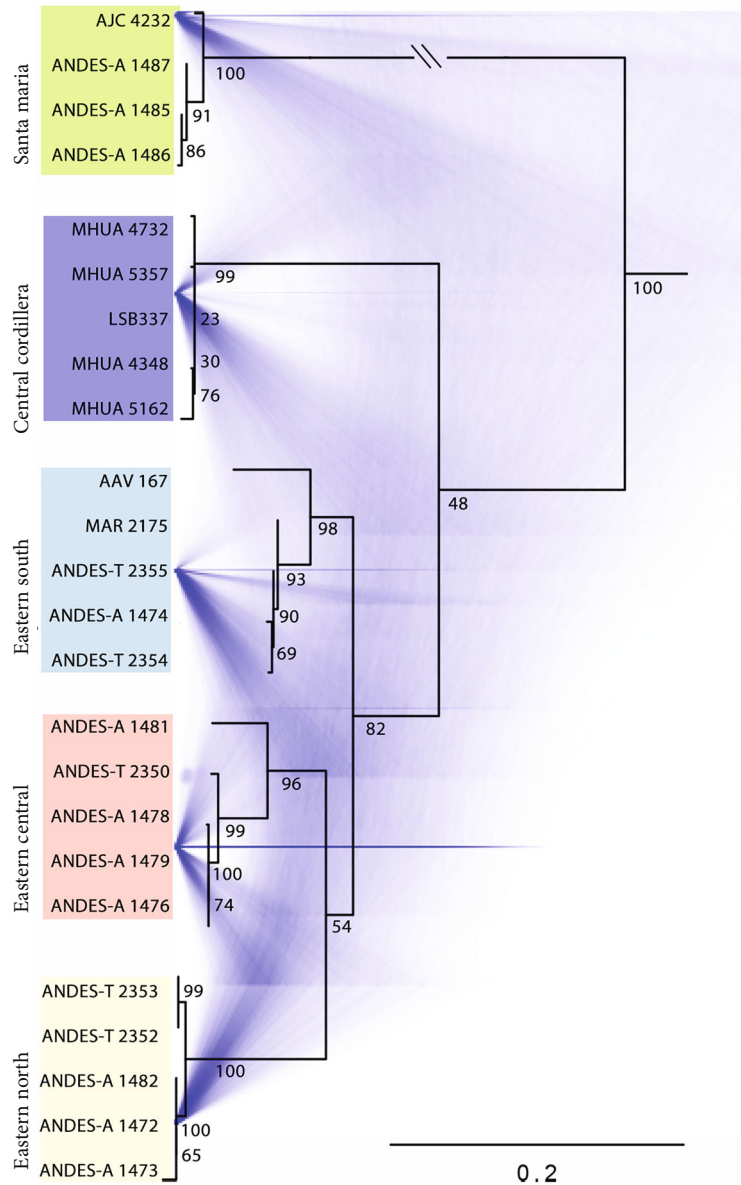 Santa maria
AJC 4232
ANDES-A 1487
ANDES-A 1485
ANDES-A 1486
100
91
86
Central cordillera
MHUA 4732
MHUA 5357
LSB337
MHUA 4348
MHUA 5162
99
23
30
76
100
48
Eastern south
AAV 167
MAR 2175
ANDES-T 2355
ANDES-A 1474
ANDES-T 2354
98
93
90
69
82
Eastern central
ANDES-A 1481
ANDES-T 2350
ANDES-A 1478
ANDES-A 1479
ANDES-A 1476
96
99
100
74
54
Eastern north
ANDES-T 2353
ANDES-T 2352
ANDES-A 1482
ANDES-A 1472
ANDES-A 1473
99
100
100
65
0.2